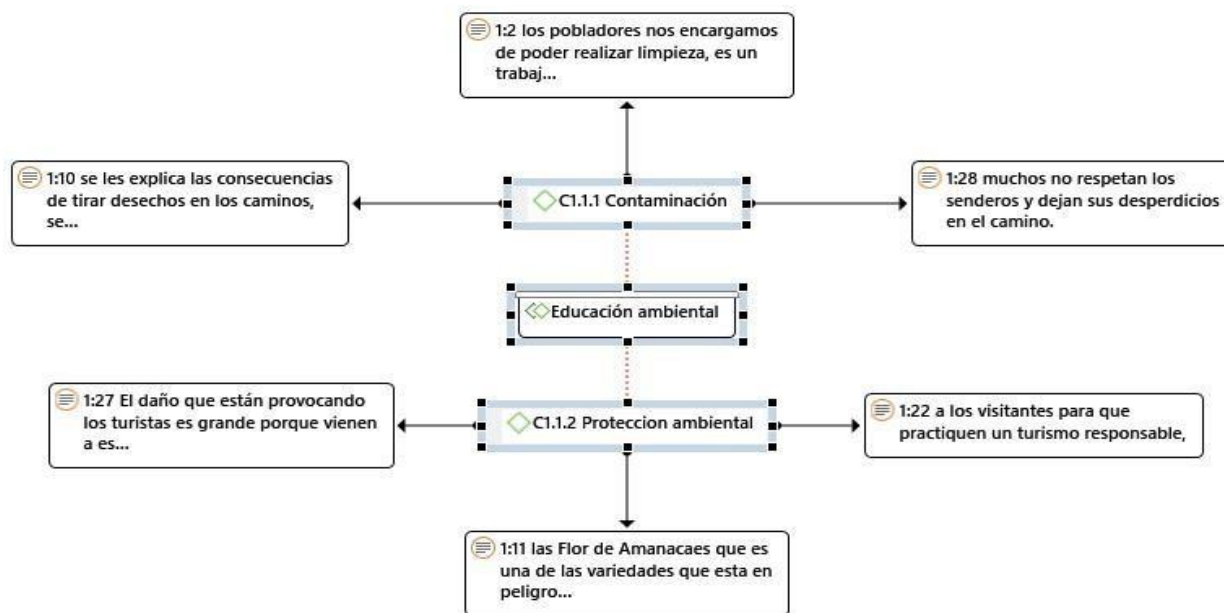 1:2 los pobladores nos encargamos
de poder realizar limpieza, es un
trabaj...
1:10 se les explica las consecuencias
de tirar desechos en los caminos,
se...
C1.1.1 Contaminación
1:28 muchos no respetan los
senderos y dejan sus desperdicios
en el camino.
Educación ambiental
1:27 El daño que están provocando
los turistas es grande porque vienen
a es...
C1.1.2 Proteccion ambiental
1:22 a los visitantes para que
practiquen un turismo responsable,
1:11 las Flor de Amanacaes que es
una de las variedades que esta en
peligro...